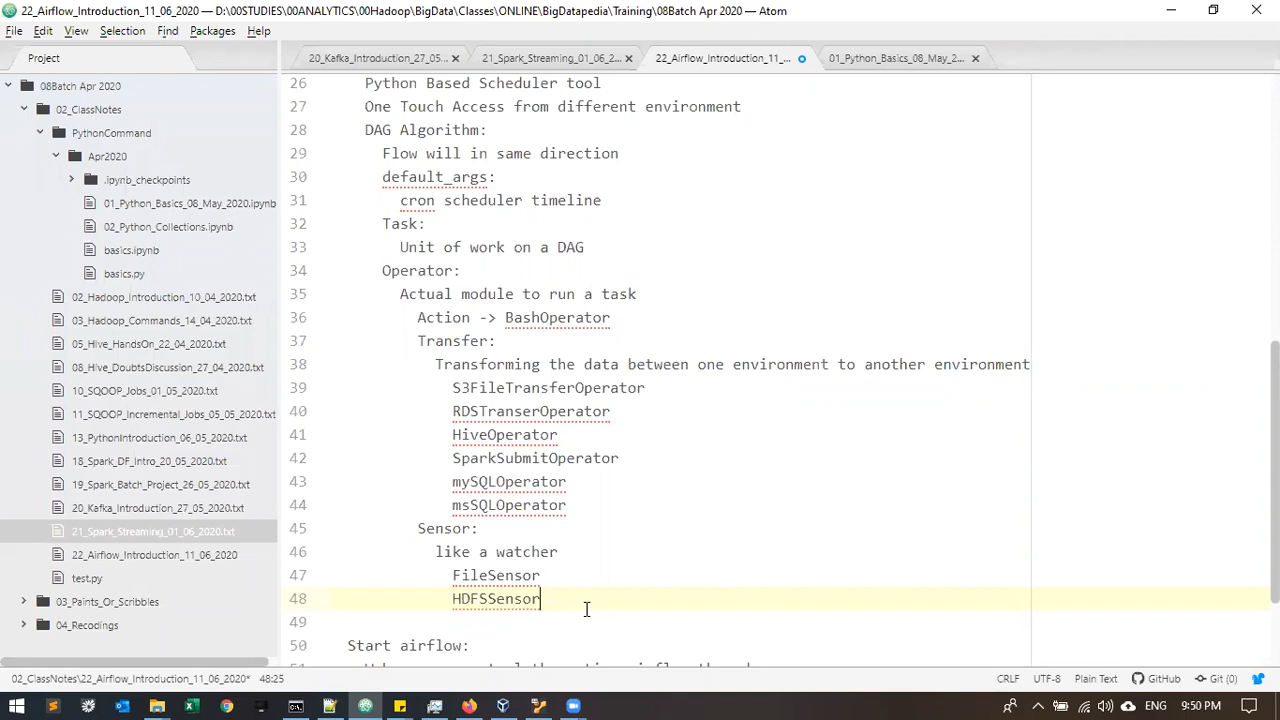 22_Airflow_Introduction_11_06_2020 — D:\00STUDIES\00ANALYTICS\00Hadoop\BigData\Classes\ONLINE\BigDatapedia\Training\08Batch Apr 2020 — Atom
File Edit View Selection Find Packages Help
Project
20_Kafka_Introduction_27_05...
21_Spark_Streaming_01_06_2...
22_Airflow_Introduction_11_...
01_Python_Basics_08_May_2...
08Batch Apr 2020
02_ClassNotes
PythonCommand
Apr2020
.ipynb_checkpoints
01_Python_Basics_08_May_2020.ipynb
02_Python_Collections.ipynb
basics.ipynb
basics.py
02_Hadoop_Introduction_10_04_2020.txt
03_Hadoop_Commands_14_04_2020.txt
05_Hive_HandsOn_22_04_2020.txt
08_Hive_DoubtsDiscussion_27_04_2020.txt
10_SQOOP_Jobs_01_05_2020.txt
11_SQOOP_Incremental_Jobs_05_05_2020.txt
13_PythonIntroduction_06_05_2020.txt
18_Spark_DF_Intro_20_05_2020.txt
19_Spark_Batch_Project_26_05_2020.txt
20_Kafka_Introduction_27_05_2020.txt
21_Spark_Streaming_01_06_2020.txt
22_Airflow_Introduction_11_06_2020
test.py
03_Paints_Or_Scribbles
04_Recodings
26 Python Based Scheduler tool
27 One Touch Access from different environment
28 DAG Algorithm:
29 Flow will in same direction
30 default_args:
31 cron scheduler timeline
32 Task:
33 Unit of work on a DAG
34 Operator:
35 Actual module to run a task
36 Action -> BashOperator
37 Transfer:
38 Transforming the data between one environment to another environment
39 S3FileTransferOperator
40 RDSTranserOperator
41 HiveOperator
42 SparkSubmitOperator
43 mySQLOperator
44 msSQLOperator
45 Sensor:
46 like a watcher
47 FileSensor
48 HDFSSensor
49
50 Start airflow:
02_ClassNotes\22_Airflow_Introduction_11_06_2020* 48:25
CRLF UTF-8 Plain Text GitHub Git (0)
ENG 9:50 PM